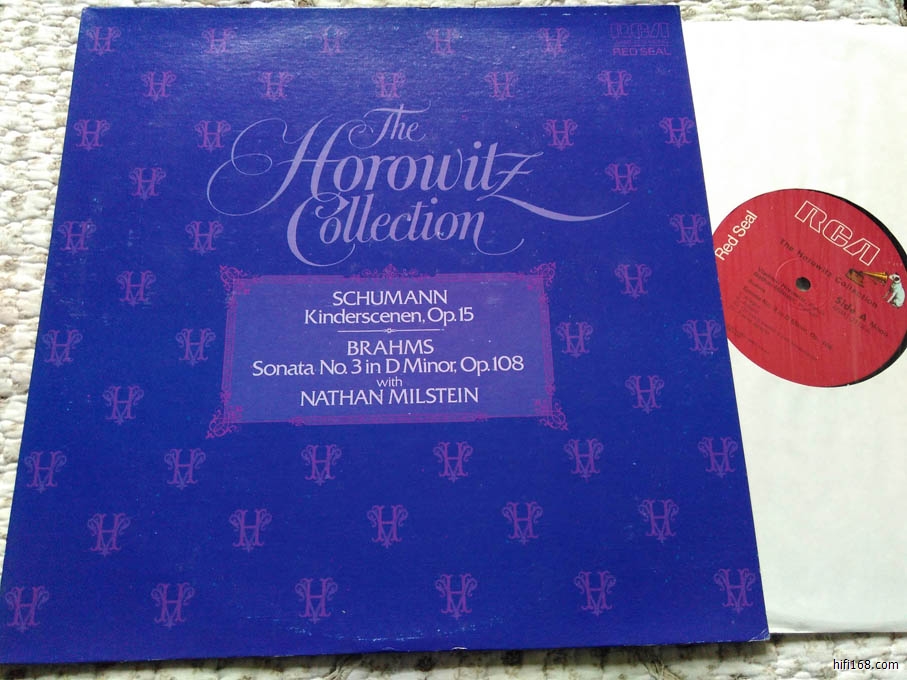 RCA
RED SEAL
The
Horowitz
Collection
SCHUMANN
Kinderscenen, Op. 15
BRAHMS
Sonata No. 3 in D Minor, Op. 108
with
NATHAN MILSTEIN
Red Seal
RCA
The Horowitz Collection
Side A
hifi168.com